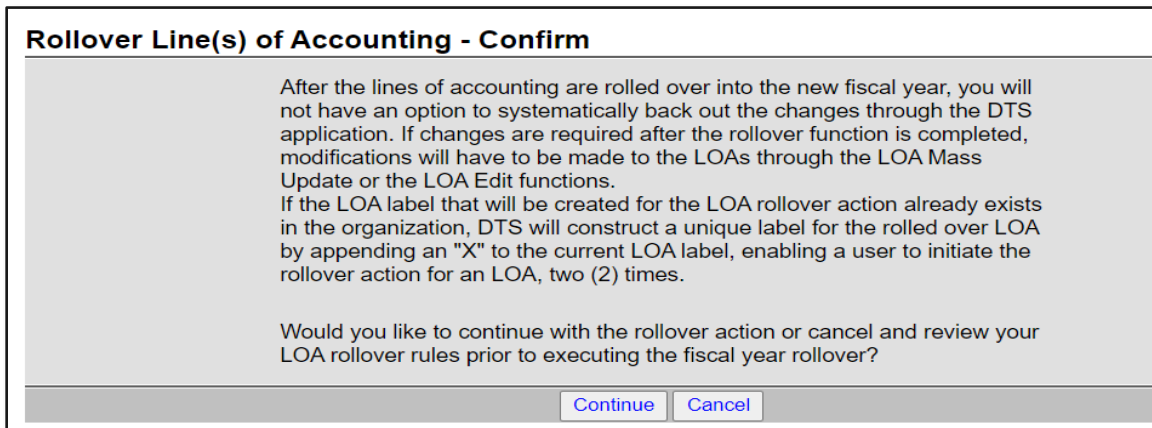 Rollover Line(s) of Accounting - Confirm
After the lines of accounting are rolled over into the new fiscal year, you will
not have an option to systematically back out the changes through the DTS
application. If changes are required after the rollover function is completed,
modifications will have to be made to the LOAs through the LOA Mass
Update or the LOA Edit functions.
If the LOA label that will be created for the LOA rollover action already exists
in the organization, DTS will construct a unique label for the rolled over LOA
by appending an "X" to the current LOA label, enabling a user to initiate the
rollover action for an LOA, two (2) times.
Would you like to continue with the rollover action or cancel and review your
LOA rollover rules prior to executing the fiscal year rollover?
Continue Cancel